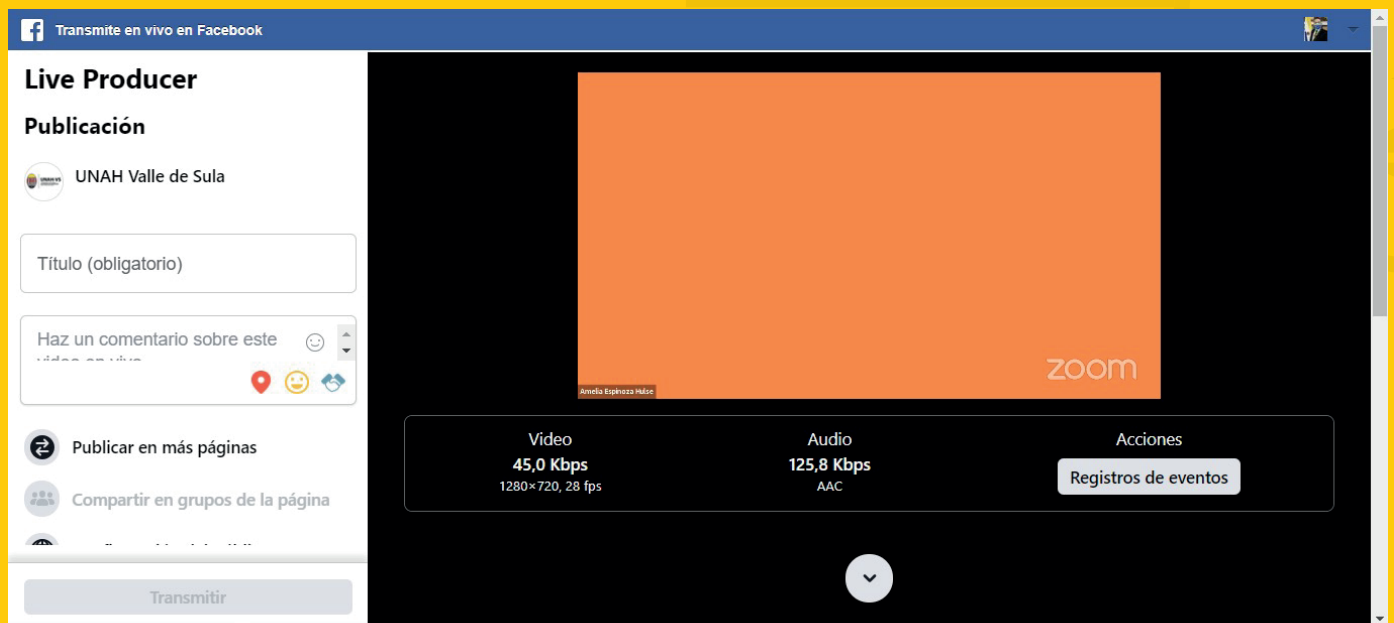 Transmite en vivo en Facebook
Live Producer
Publicación
UNAH Valle de Sula
Título (obligatorio)
Haz un comentario sobre este
Publicar en más páginas
Compartir en grupos de la página
Transmitir
zoom
Amelia Espinoza Hulse
Video
45,0 Kbps
1280×720, 28 fps
Audio
125,8 Kbps
AAC
Acciones
Registros de eventos